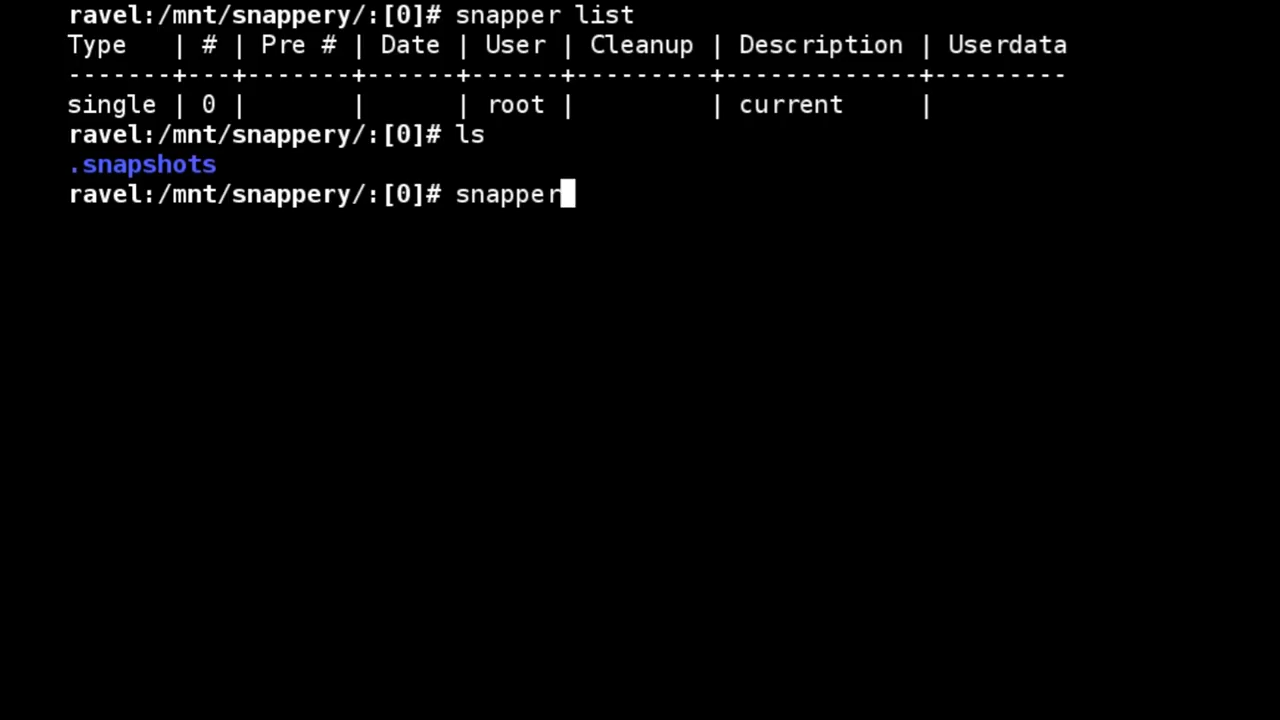 ravel:/mnt/snappery/:[0]# snapper list
Type   | # | Pre # | Date | User | Cleanup | Description | Userdata
-------+---+-------+------+------+---------+-------------+---------
single | 0 |       |      | root |         | current     |
ravel:/mnt/snappery/:[0]# ls
.snapshots
ravel:/mnt/snappery/:[0]# snapper